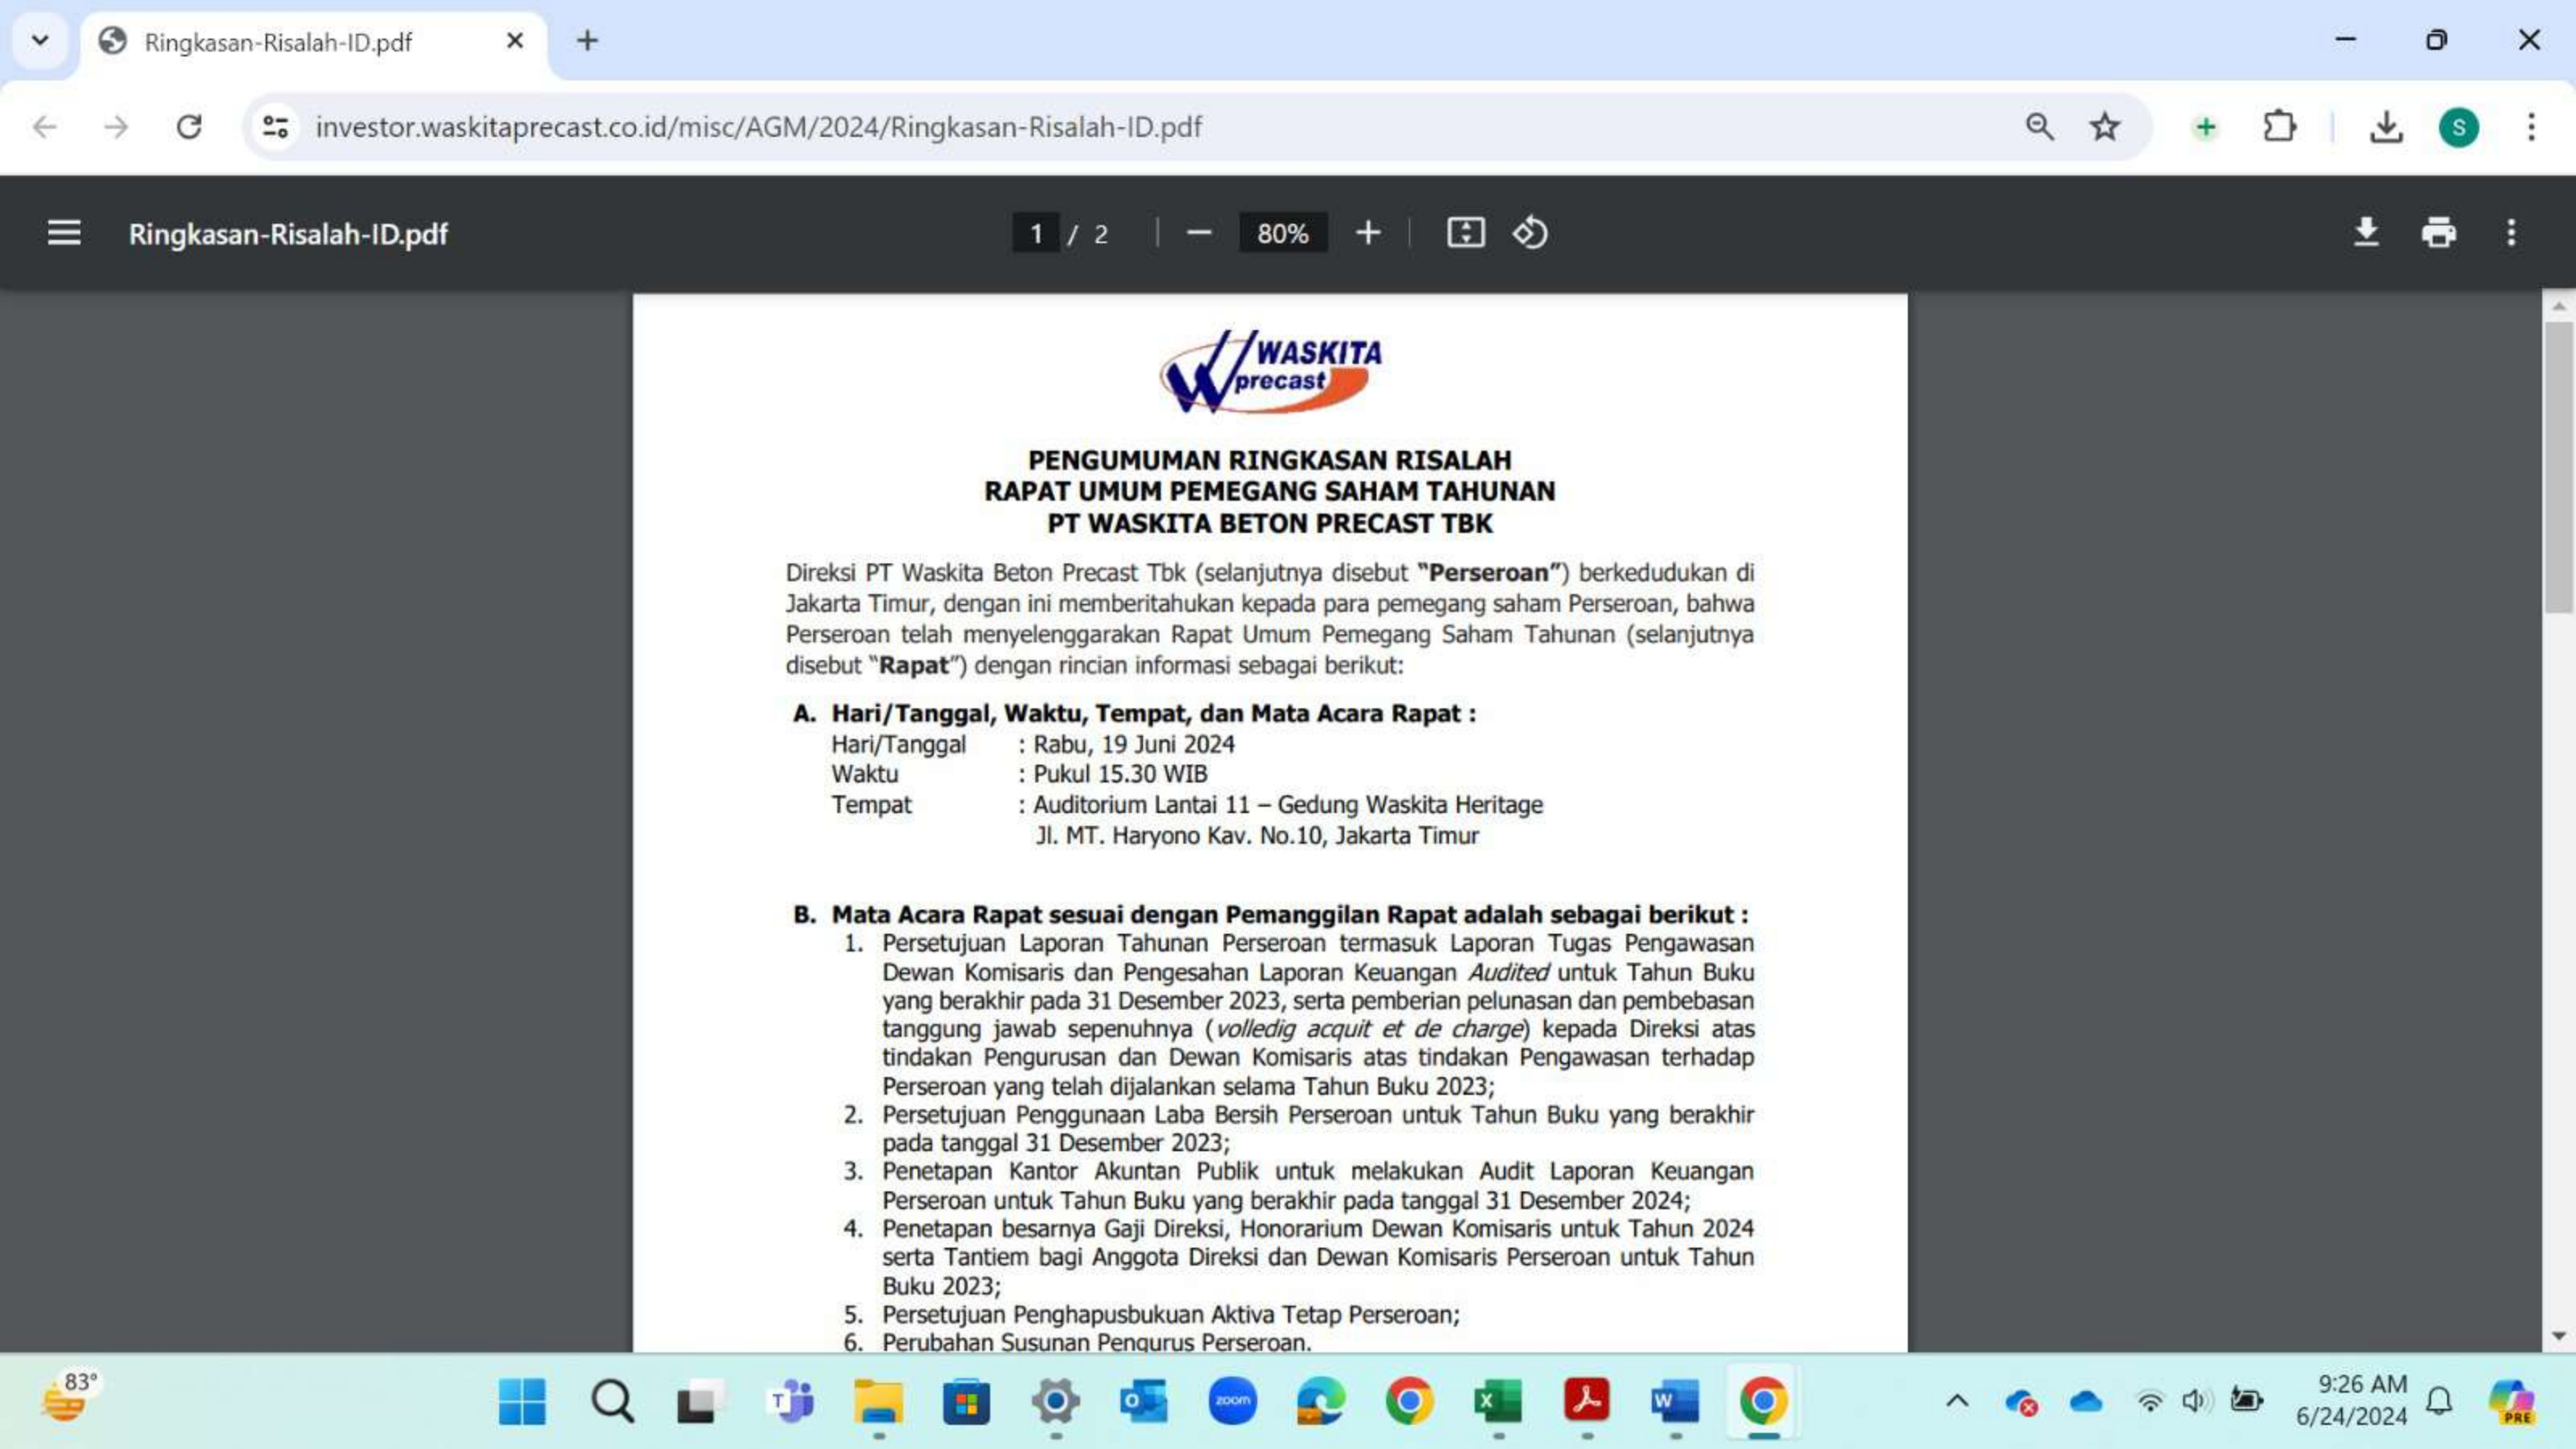 Ringkasan-Risalah-ID.pdf
investor.waskitaprecast.co.id/misc/AGM/2024/Ringkasan-Risalah-ID.pdf
S
Ringkasan-Risalah-ID.pdf
1 / 2
80%
WASKITA
precast
PENGUMUMAN RINGKASAN RISALAH
RAPAT UMUM PEMEGANG SAHAM TAHUNAN
PT WASKITA BETON PRECAST TBK
Direksi PT Waskita Beton Precast Tbk (selanjutnya disebut “Perseroan”) berkedudukan di
Jakarta Timur, dengan ini memberitahukan kepada para pemegang saham Perseroan, bahwa
Perseroan telah menyelenggarakan Rapat Umum Pemegang Saham Tahunan (selanjutnya
disebut “Rapat”) dengan rincian informasi sebagai berikut:
A. Hari/Tanggal, Waktu, Tempat, dan Mata Acara Rapat :
Hari/Tanggal : Rabu, 19 Juni 2024
Waktu : Pukul 15.30 WIB
Tempat : Auditorium Lantai 11 – Gedung Waskita Heritage
Jl. MT. Haryono Kav. No.10, Jakarta Timur
B. Mata Acara Rapat sesuai dengan Pemanggilan Rapat adalah sebagai berikut :
1. Persetujuan Laporan Tahunan Perseroan termasuk Laporan Tugas Pengawasan
Dewan Komisaris dan Pengesahan Laporan Keuangan Audited untuk Tahun Buku
yang berakhir pada 31 Desember 2023, serta pemberian pelunasan dan pembebasan
tanggung jawab sepenuhnya (volledig acquit et de charge) kepada Direksi atas
tindakan Pengurusan dan Dewan Komisaris atas tindakan Pengawasan terhadap
Perseroan yang telah dijalankan selama Tahun Buku 2023;
2. Persetujuan Penggunaan Laba Bersih Perseroan untuk Tahun Buku yang berakhir
pada tanggal 31 Desember 2023;
3. Penetapan Kantor Akuntan Publik untuk melakukan Audit Laporan Keuangan
Perseroan untuk Tahun Buku yang berakhir pada tanggal 31 Desember 2024;
4. Penetapan besarnya Gaji Direksi, Honorarium Dewan Komisaris untuk Tahun 2024
serta Tantiem bagi Anggota Direksi dan Dewan Komisaris Perseroan untuk Tahun
Buku 2023;
5. Persetujuan Penghapusbukuan Aktiva Tetap Perseroan;
6. Perubahan Susunan Pengurus Perseroan.
83°
zoom
9:26 AM
6/24/2024
PRE